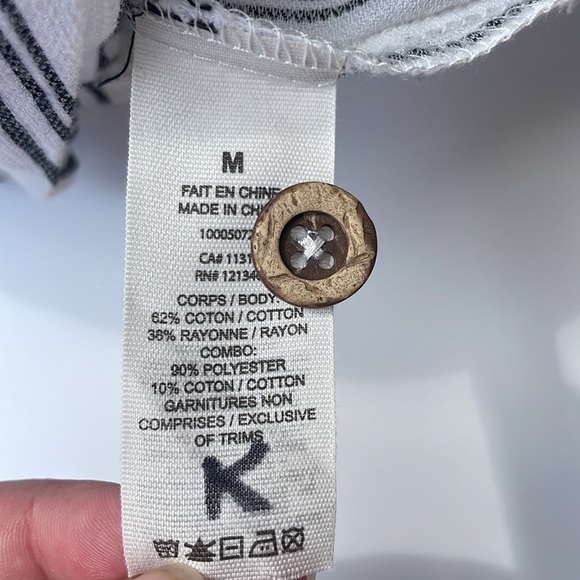 M
FAIT EN CHINE
MADE IN
CA#
RN#
CORPS / BODY:
62% COTON / COTTON
38% RAYONNE / RAYON
COMBO:
90% POLYESTER
10% COTON / COTTON
GARNITURES NON
COMPRISES / EXCLUSIVE
OF TRIMS
K